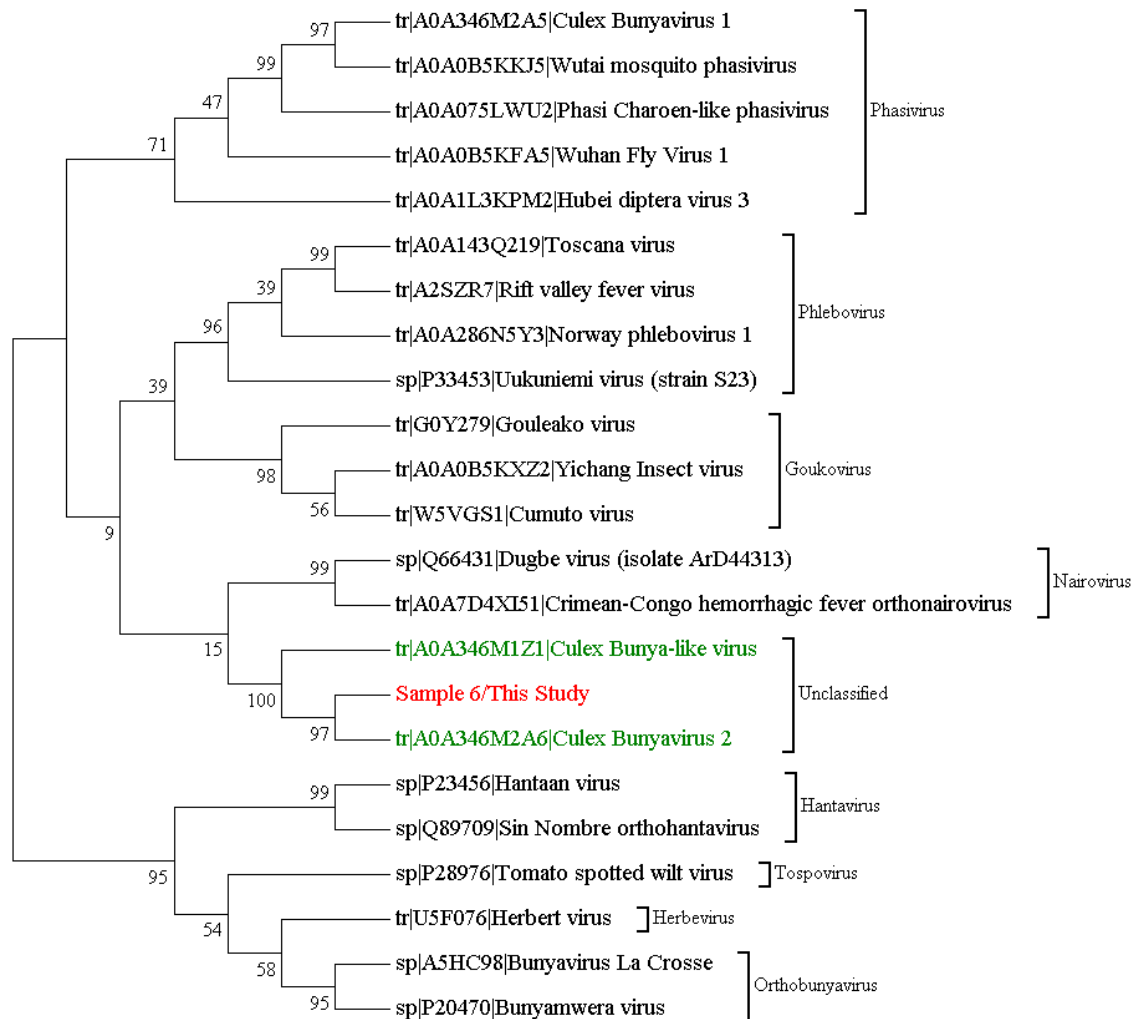 tr|A0A346M2A5|Culex Bunyavirus 1
97
tr|A0A0B5KKJ5|Wutai mosquito phasivirus
99
47
tr|A0A075LWU2|Phasi Charoen-like phasivirus
Phasivirus
71
tr|A0A0B5KFA5|Wuhan Fly Virus 1
tr|A0A1L3KPM2|Hubei diptera virus 3
tr|A0A143Q219|Toscana virus
99
tr|A2SZR7|Rift valley fever virus
39
Phlebovirus
96
tr|A0A286N5Y3|Norway phlebovirus 1
39
sp|P33453|Uukuniemi virus (strain S23)
tr|G0Y279|Gouleako virus
98
tr|A0A0B5KXZ2|Yichang Insect virus
Goukovirus
56
tr|W5VGS1|Cumuto virus
9
sp|Q66431|Dugbe virus (isolate ArD44313)
99
Nairovirus
tr|A0A7D4XI51|Crimean-Congo hemorrhagic fever orthonairovirus
15
tr|A0A346M1Z1|Culex Bunya-like virus
100
Sample 6/This Study
Unclassified
97
tr|A0A346M2A6|Culex Bunyavirus 2
sp|P23456|Hantaan virus
99
Hantavirus
sp|Q89709|Sin Nombre orthohantavirus
95
sp|P28976|Tomato spotted wilt virus
Tospovirus
54
tr|U5F076|Herbert virus
Herbevirus
58
sp|A5HC98|Bunyavirus La Crosse
Orthobunyavirus
95
sp|P20470|Bunyamwera virus